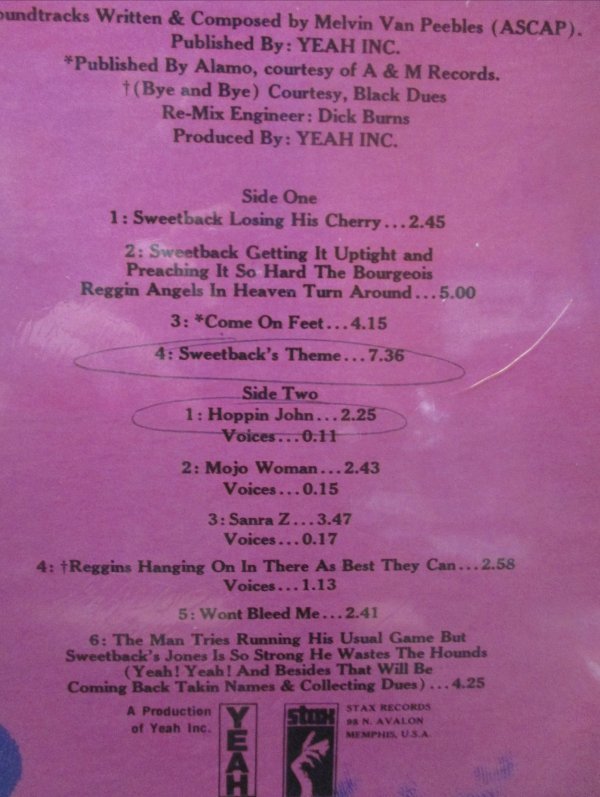 Written & Composed by Melvin Van Peebles (ASCAP).
Published By: YEAH INC.
*Published By Alamo, courtesy of A & M Records.
†(Bye and Bye) Courtesy, Black Dues
Re-Mix Engineer: Dick Burns
Produced By: YEAH INC.
Side One
1: Sweetback Losing His Cherry...2.45
2: Sweetback Getting It Uptight and
Preaching It So Hard The Bourgeois
Reggin Angels In Heaven Turn Around...5.00
3: *Come On Feet...4.15
4: Sweetback's Theme...7.36
Side Two
1: Hoppin John...2.25
Voices...0.11
2: Mojo Woman...2.43
Voices...0.15
3: Sanra Z...3.47
Voices...0.17
4: †Reggins Hanging On In There As Best They Can...2.58
Voices...1.13
5: Wont Bleed Me...2.41
6: The Man Tries Running His Usual Game But
Sweetback's Jones Is So Strong He Wastes The Hounds
(Yeah! Yeah! And Besides That Will Be
Coming Back Takin Names & Collecting Dues)...4.25
A Production
of Yeah Inc.
YEAH
stax
STAX RECORDS
98 N. AVALON
MEMPHIS, U.S.A.